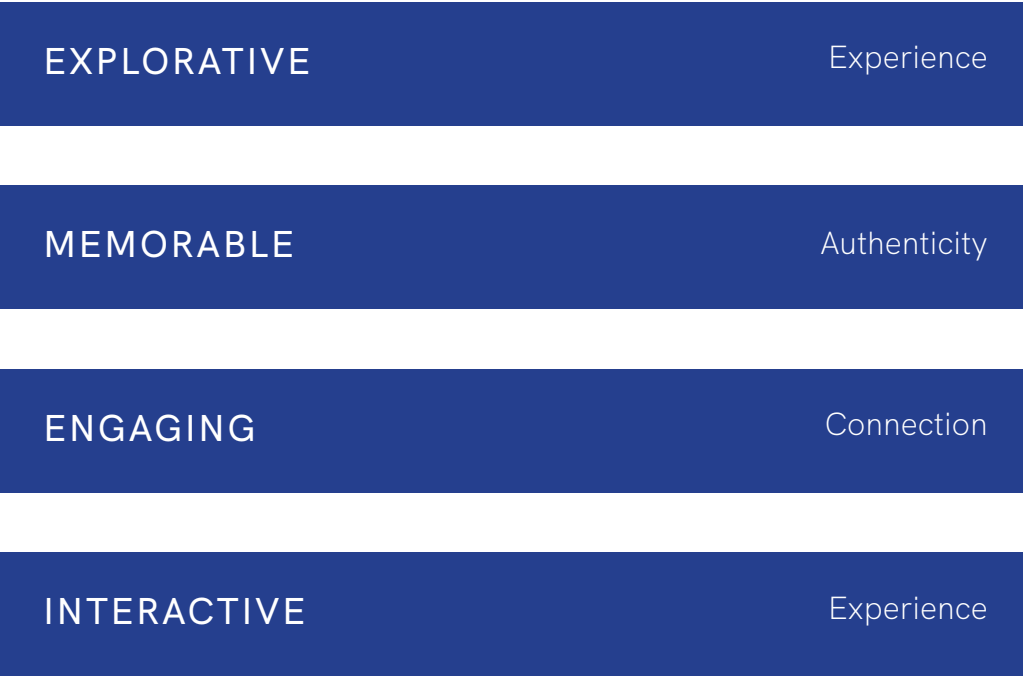 EXPLORATIVE Experience
MEMORABLE Authenticity
ENGAGING Connection
INTERACTIVE Experience